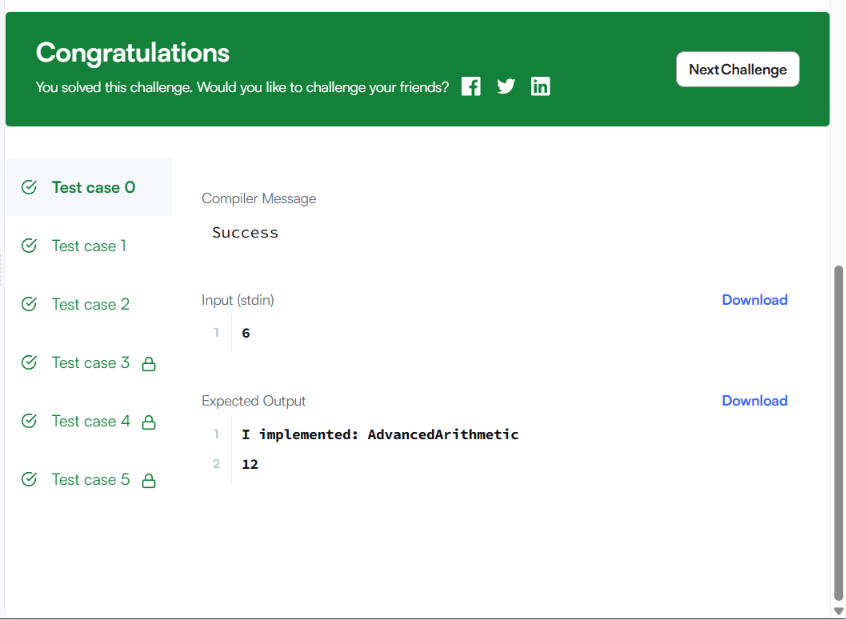 Congratulations
You solved this challenge. Would you like to challenge your friends?
Next Challenge
Test case 0
Test case 1
Test case 2
Test case 3
Test case 4
Test case 5
Compiler Message
Success
Input (stdin)
Download
1 6
Expected Output
Download
1 I implemented: AdvancedArithmetic
2 12